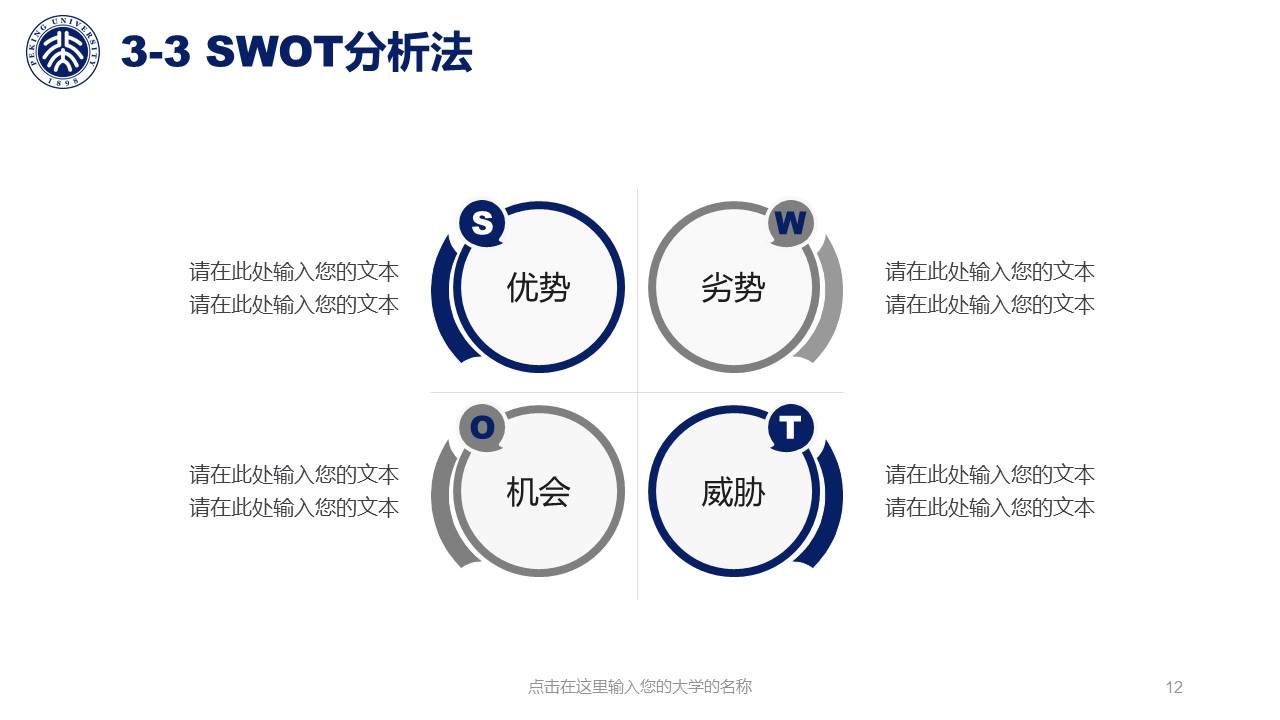 PEKING UNIVERSITY
1898
3-3 SWOT分析法
S
优势
请在此处输入您的文本
请在此处输入您的文本
W
劣势
请在此处输入您的文本
请在此处输入您的文本
O
机会
请在此处输入您的文本
请在此处输入您的文本
T
威胁
请在此处输入您的文本
请在此处输入您的文本
点击在这里输入您的大学的名称
12